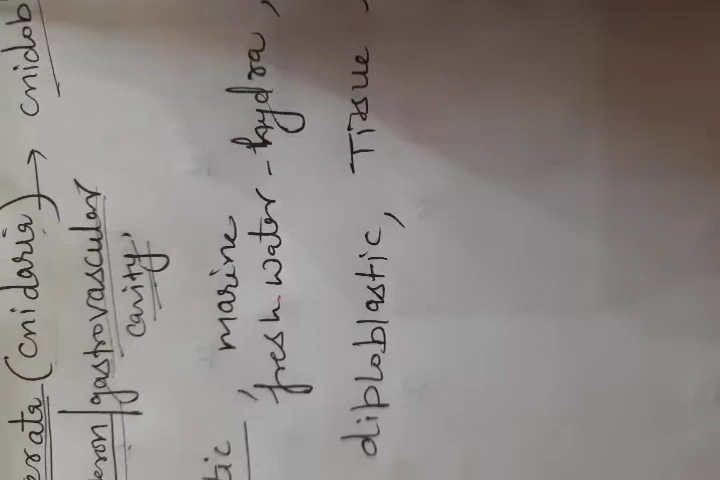 erata (cnidaria) → cnidob
eron/gastrovascular
cavity,
tic, marine
, fresh water - hydra,
diploblastic, Tissue